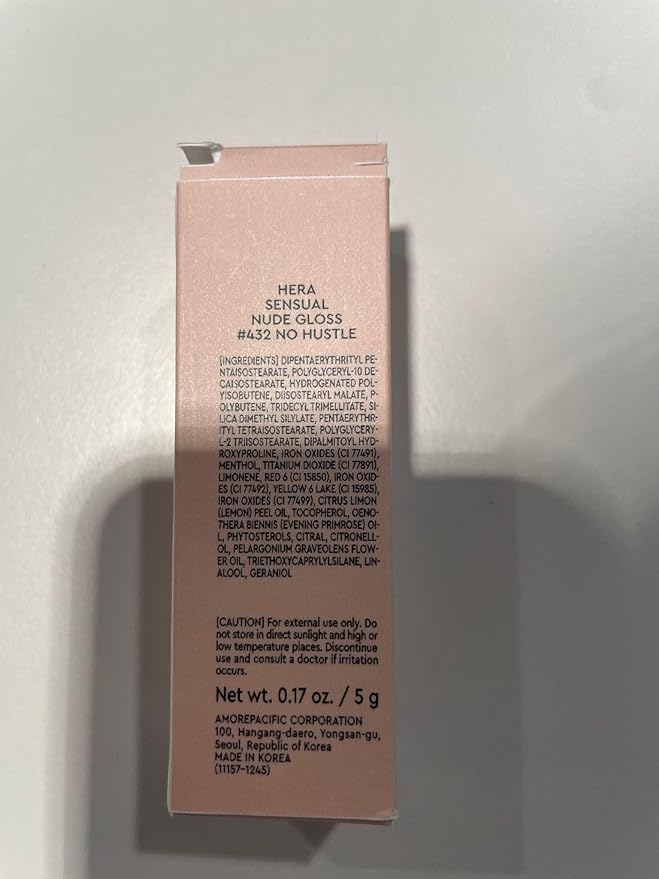 HERA
SENSUAL
NUDE GLOSS
#432 NO HUSTLE
[INGREDIENTS] DIPENTAERYTHRITYL PE-
NTAISOSTEARATE, POLYGLYCERYL-10 DE-
CAISOSTEARATE, HYDROGENATED POL-
YISOBUTENE, DIISOSTEARYL MALATE, P-
OLYBUTENE, TRIDECYL TRIMELLITATE, SI-
LICA DIMETHYL SILYLATE, PENTAERYTHR-
ITYL TETRAISOSTEARATE, POLYGLYCERY-
L-2 TRIISOSTEARATE, DIPALMITOYL HYD-
ROXYPROLINE, IRON OXIDES (CI 77491),
MENTHOL, TITANIUM DIOXIDE (CI 77891),
LIMONENE, RED 6 (CI 15850), IRON OXID-
ES (CI 77492), YELLOW 6 LAKE (CI 15985),
IRON OXIDES (CI 77499), CITRUS LIMON
(LEMON) PEEL OIL, TOCOPHEROL, OENO-
THERA BIENNIS (EVENING PRIMROSE) OI-
L, PHYTOSTEROLS, CITRAL, CITRONELL-
OL, PELARGONIUM GRAVEOLENS FLOW-
ER OIL, TRIETHOXYCAPRYLYLSILANE, LIN-
ALOOL, GERANIOL
[CAUTION] For external use only. Do
not store in direct sunlight and high or
low temperature places. Discontinue
use and consult a doctor if irritation
occurs.
Net wt. 0.17 oz. / 5 g
AMOREPACIFIC CORPORATION
100, Hangang-daero, Yongsan-gu,
Seoul, Republic of Korea
MADE IN KOREA
(11157-1245)